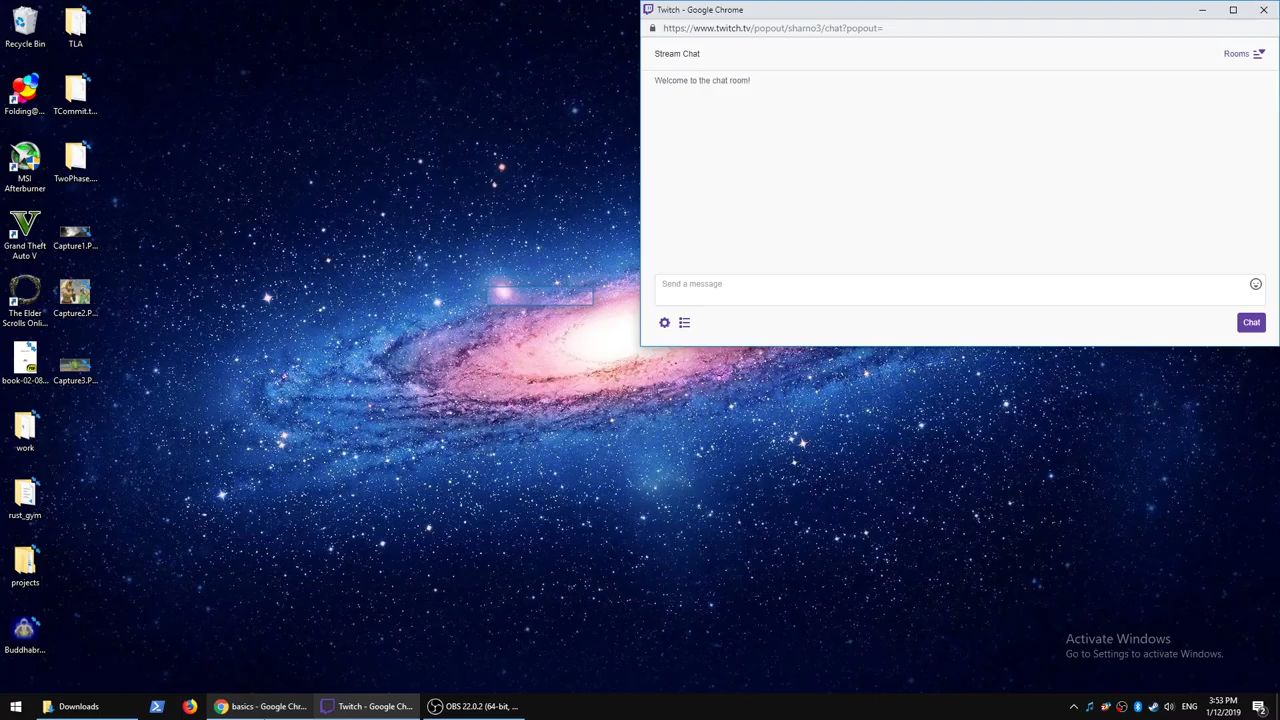 Recycle Bin
TLA
Folding@...
TCommit.t...
MSI
Afterburner
TwoPhase....
Grand Theft
Auto V
Capture1.P...
The Elder
Scrolls Onli...
Capture2.P...
book-02-08...
Capture3.P...
work
rust_gym
projects
Buddhabr...
Twitch - Google Chrome
https://www.twitch.tv/popout/sharno3/chat?popout=
Stream Chat
Rooms
Welcome to the chat room!
Send a message
Chat
Activate Windows
Go to Settings to activate Windows.
Downloads
basics - Google Chr...
Twitch - Google Ch...
OBS 22.0.2 (64-bit, ...
ENG
3:53 PM
1/12/2019
2